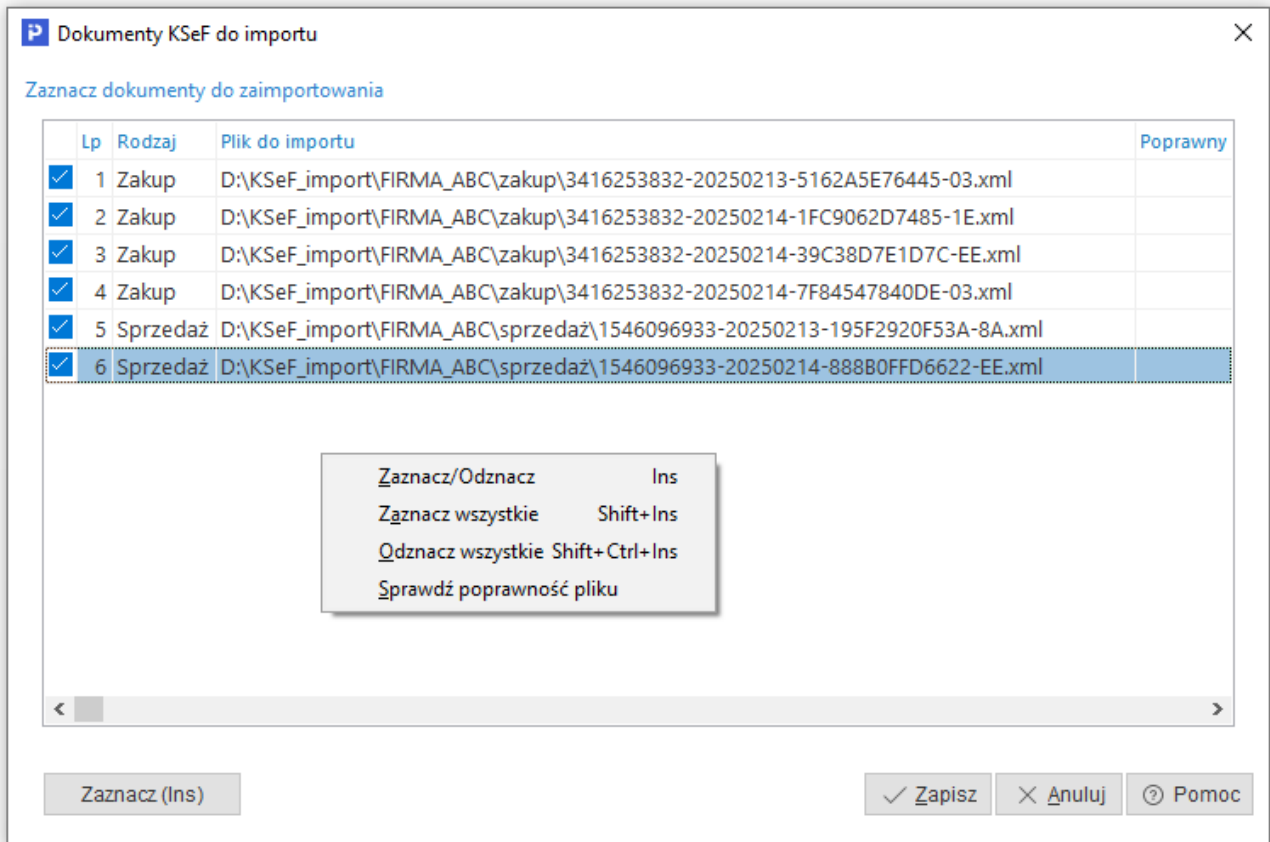 Dokumenty KSeF do importu
Zaznacz dokumenty do zaimportowania
Lp Rodzaj Plik do importu Poprawny
1 Zakup D:\KSeF_import\FIRMA_ABC\zakup\3416253832-20250213-5162A5E76445-03.xml
2 Zakup D:\KSeF_import\FIRMA_ABC\zakup\3416253832-20250214-1FC9062D7485-1E.xml
3 Zakup D:\KSeF_import\FIRMA_ABC\zakup\3416253832-20250214-39C38D7E1D7C-EE.xml
4 Zakup D:\KSeF_import\FIRMA_ABC\zakup\3416253832-20250214-7F84547840DE-03.xml
5 Sprzedaż D:\KSeF_import\FIRMA_ABC\sprzedaż\1546096933-20250213-195F2920F53A-8A.xml
6 Sprzedaż D:\KSeF_import\FIRMA_ABC\sprzedaż\1546096933-20250214-888B0FFD6622-EE.xml
Zaznacz/Odznacz Ins
Zaznacz wszystkie Shift+Ins
Odznacz wszystkie Shift+Ctrl+Ins
Sprawdź poprawność pliku
Zaznacz (Ins) Zapisz Anuluj Pomoc